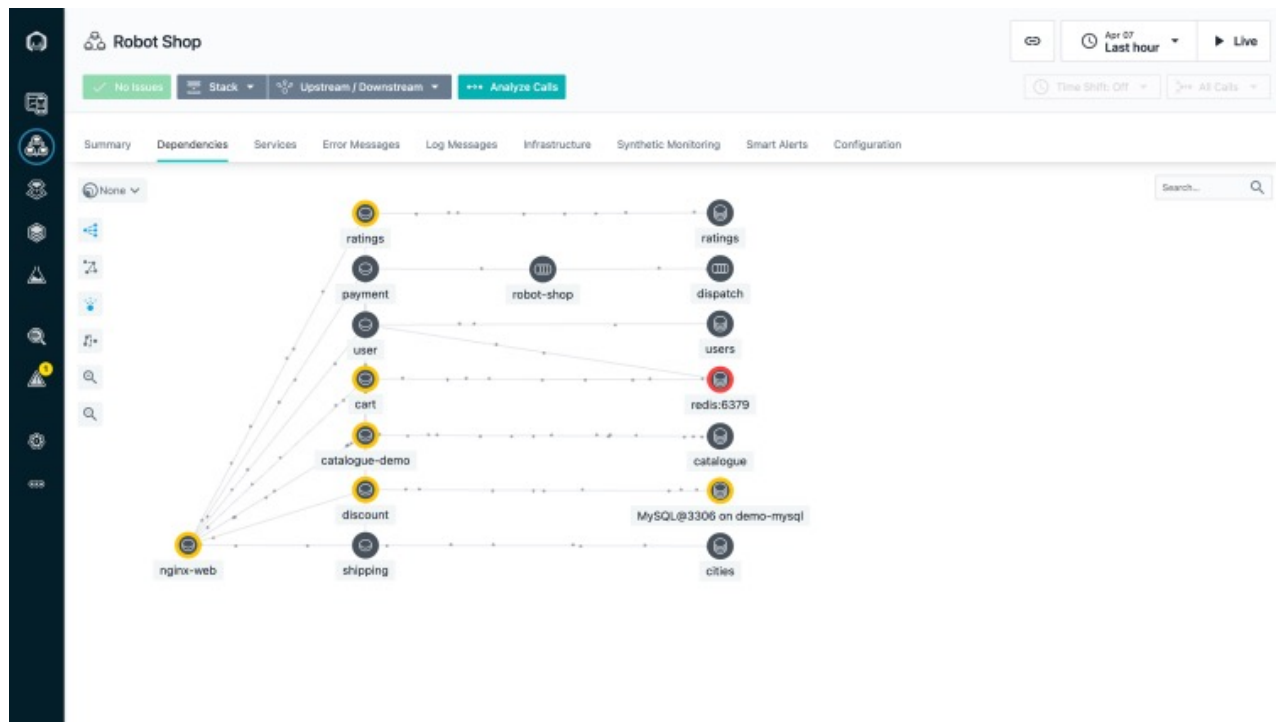 Robot Shop
Apr 07
Last hour
Live
No Issues
Stack
Upstream / Downstream
Analyze Calls
Time Shift: Off
All Calls
Summary
Dependencies
Services
Error Messages
Log Messages
Infrastructure
Synthetic Monitoring
Smart Alerts
Configuration
None
Search...
ratings
ratings
payment
robot-shop
dispatch
user
users
1
cart
redis:6379
catalogue-demo
catalogue
discount
MySQL@3306 on demo-mysql
nginx-web
shipping
cities